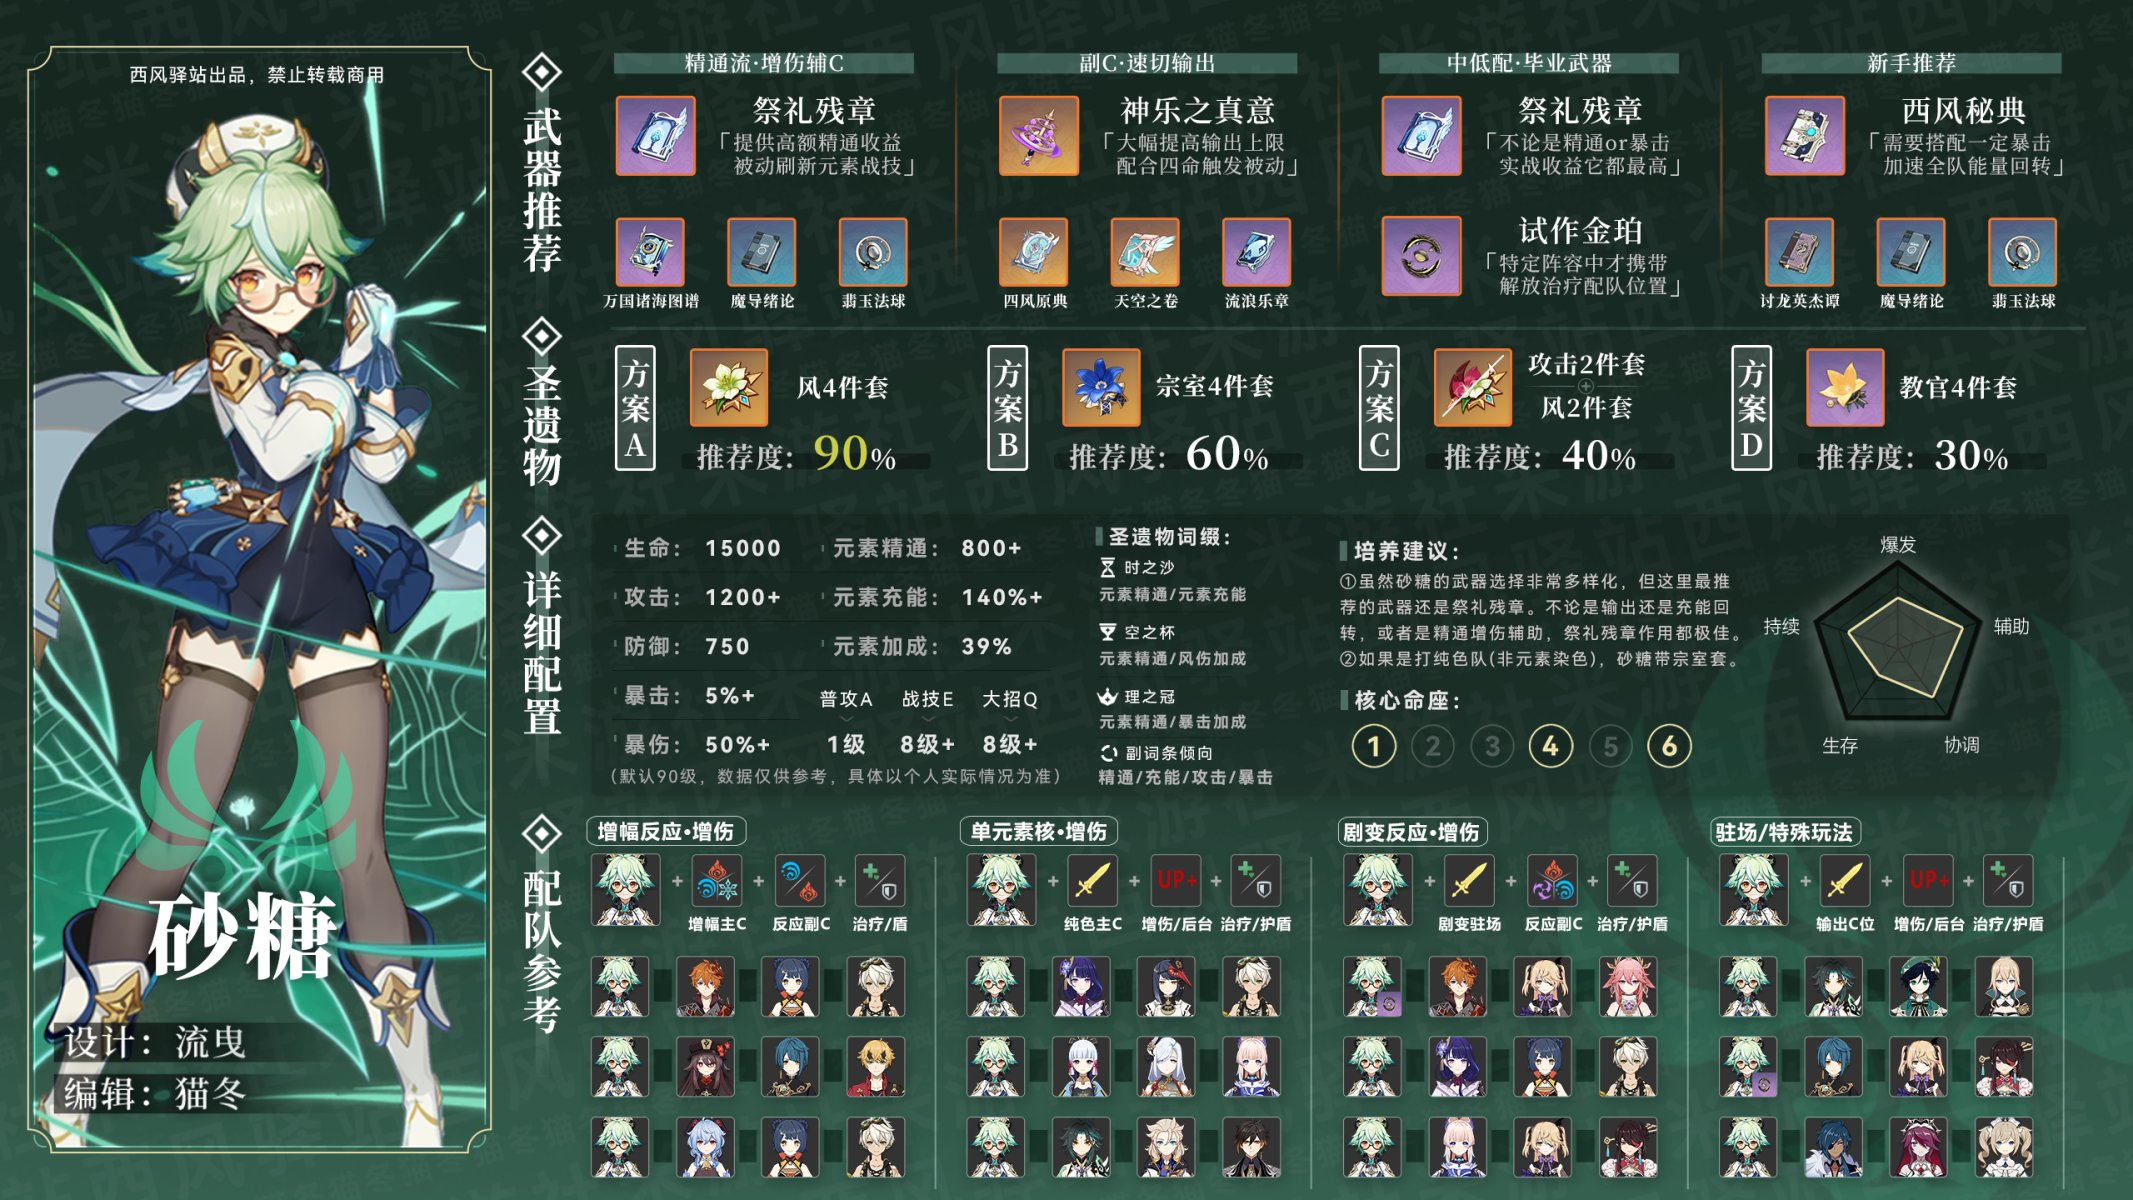 西风驿站出品，禁止转载商用
砂糖
设计：流曳
编辑：猫冬
武器推荐
精通流·增伤辅C
祭礼残章
「提供高额精通收益
被动刷新元素战技」
万国诸海图谱
魔导绪论
翡玉法球
副C·速切输出
神乐之真意
「大幅提高输出上限
配合四命触发被动」
四风原典
天空之卷
流浪乐章
中低配·毕业武器
祭礼残章
「不论是精通or暴击
实战收益它都最高」
试作金珀
「特定阵容中才携带
解放治疗配队位置」
新手推荐
西风秘典
「需要搭配一定暴击
加速全队能量回转」
讨龙英杰谭
魔导绪论
翡玉法球
圣遗物
方案A
风4件套
推荐度：90%
方案B
宗室4件套
推荐度：60%
方案C
攻击2件套
风2件套
推荐度：40%
方案D
教官4件套
推荐度：30%
详细配置
生命：15000
元素精通：800+
攻击：1200+
元素充能：140%+
防御：750
元素加成：39%
暴击：5%+
普攻A 战技E 大招Q
暴伤：50%+
1级 8级+ 8级+
（默认90级，数据仅供参考，具体以个人实际情况为准）
圣遗物词缀：
时之沙
元素精通/元素充能
空之杯
元素精通/风伤加成
理之冠
元素精通/暴击加成
副词条倾向
精通/充能/攻击/暴击
培养建议：
①虽然砂糖的武器选择非常多样化，但这里最推
荐的武器还是祭礼残章。不论是输出还是充能回
转，或者是精通增伤辅助，祭礼残章作用都极佳。
②如果是打纯色队(非元素染色)，砂糖带宗室套。
核心命座：
1 2 3 4 5 6
爆发
持续
辅助
生存
协调
配队参考
增幅反应·增伤
增幅主C
反应副C
治疗/盾
单元素核·增伤
UP+
纯色主C
增伤/后台
治疗/护盾
剧变反应·增伤
剧变驻场
反应副C
治疗/护盾
驻场/特殊玩法
UP+
输出C位
增伤/后台
治疗/护盾